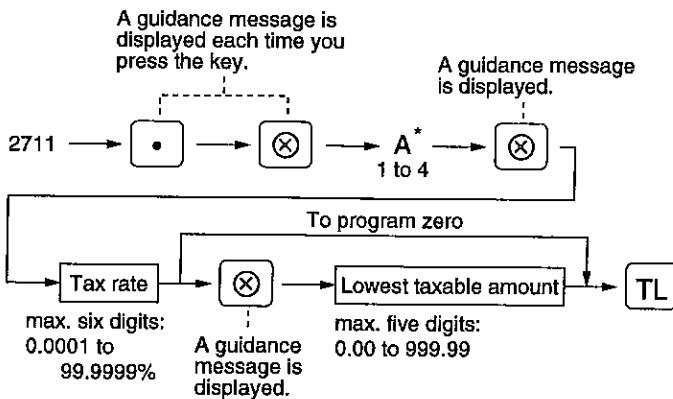 A guidance message is
displayed each time you
press the key.
A guidance message
is displayed.
2711 • ⊗ A* ⊗
1 to 4
To program zero
Tax rate ⊗ Lowest taxable amount TL
max. six digits:
0.0001 to
99.9999%
A guidance
message is
displayed.
max. five digits:
0.00 to 999.99